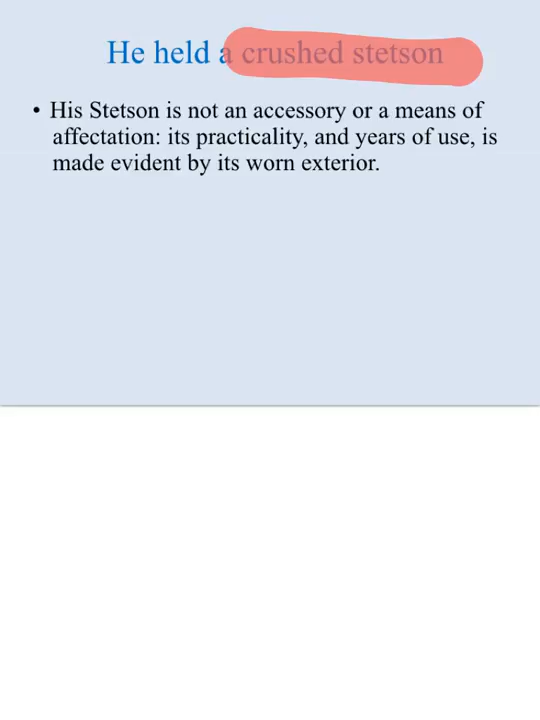 He held a crushed stetson
• His Stetson is not an accessory or a means of
affectation: its practicality, and years of use, is
made evident by its worn exterior.